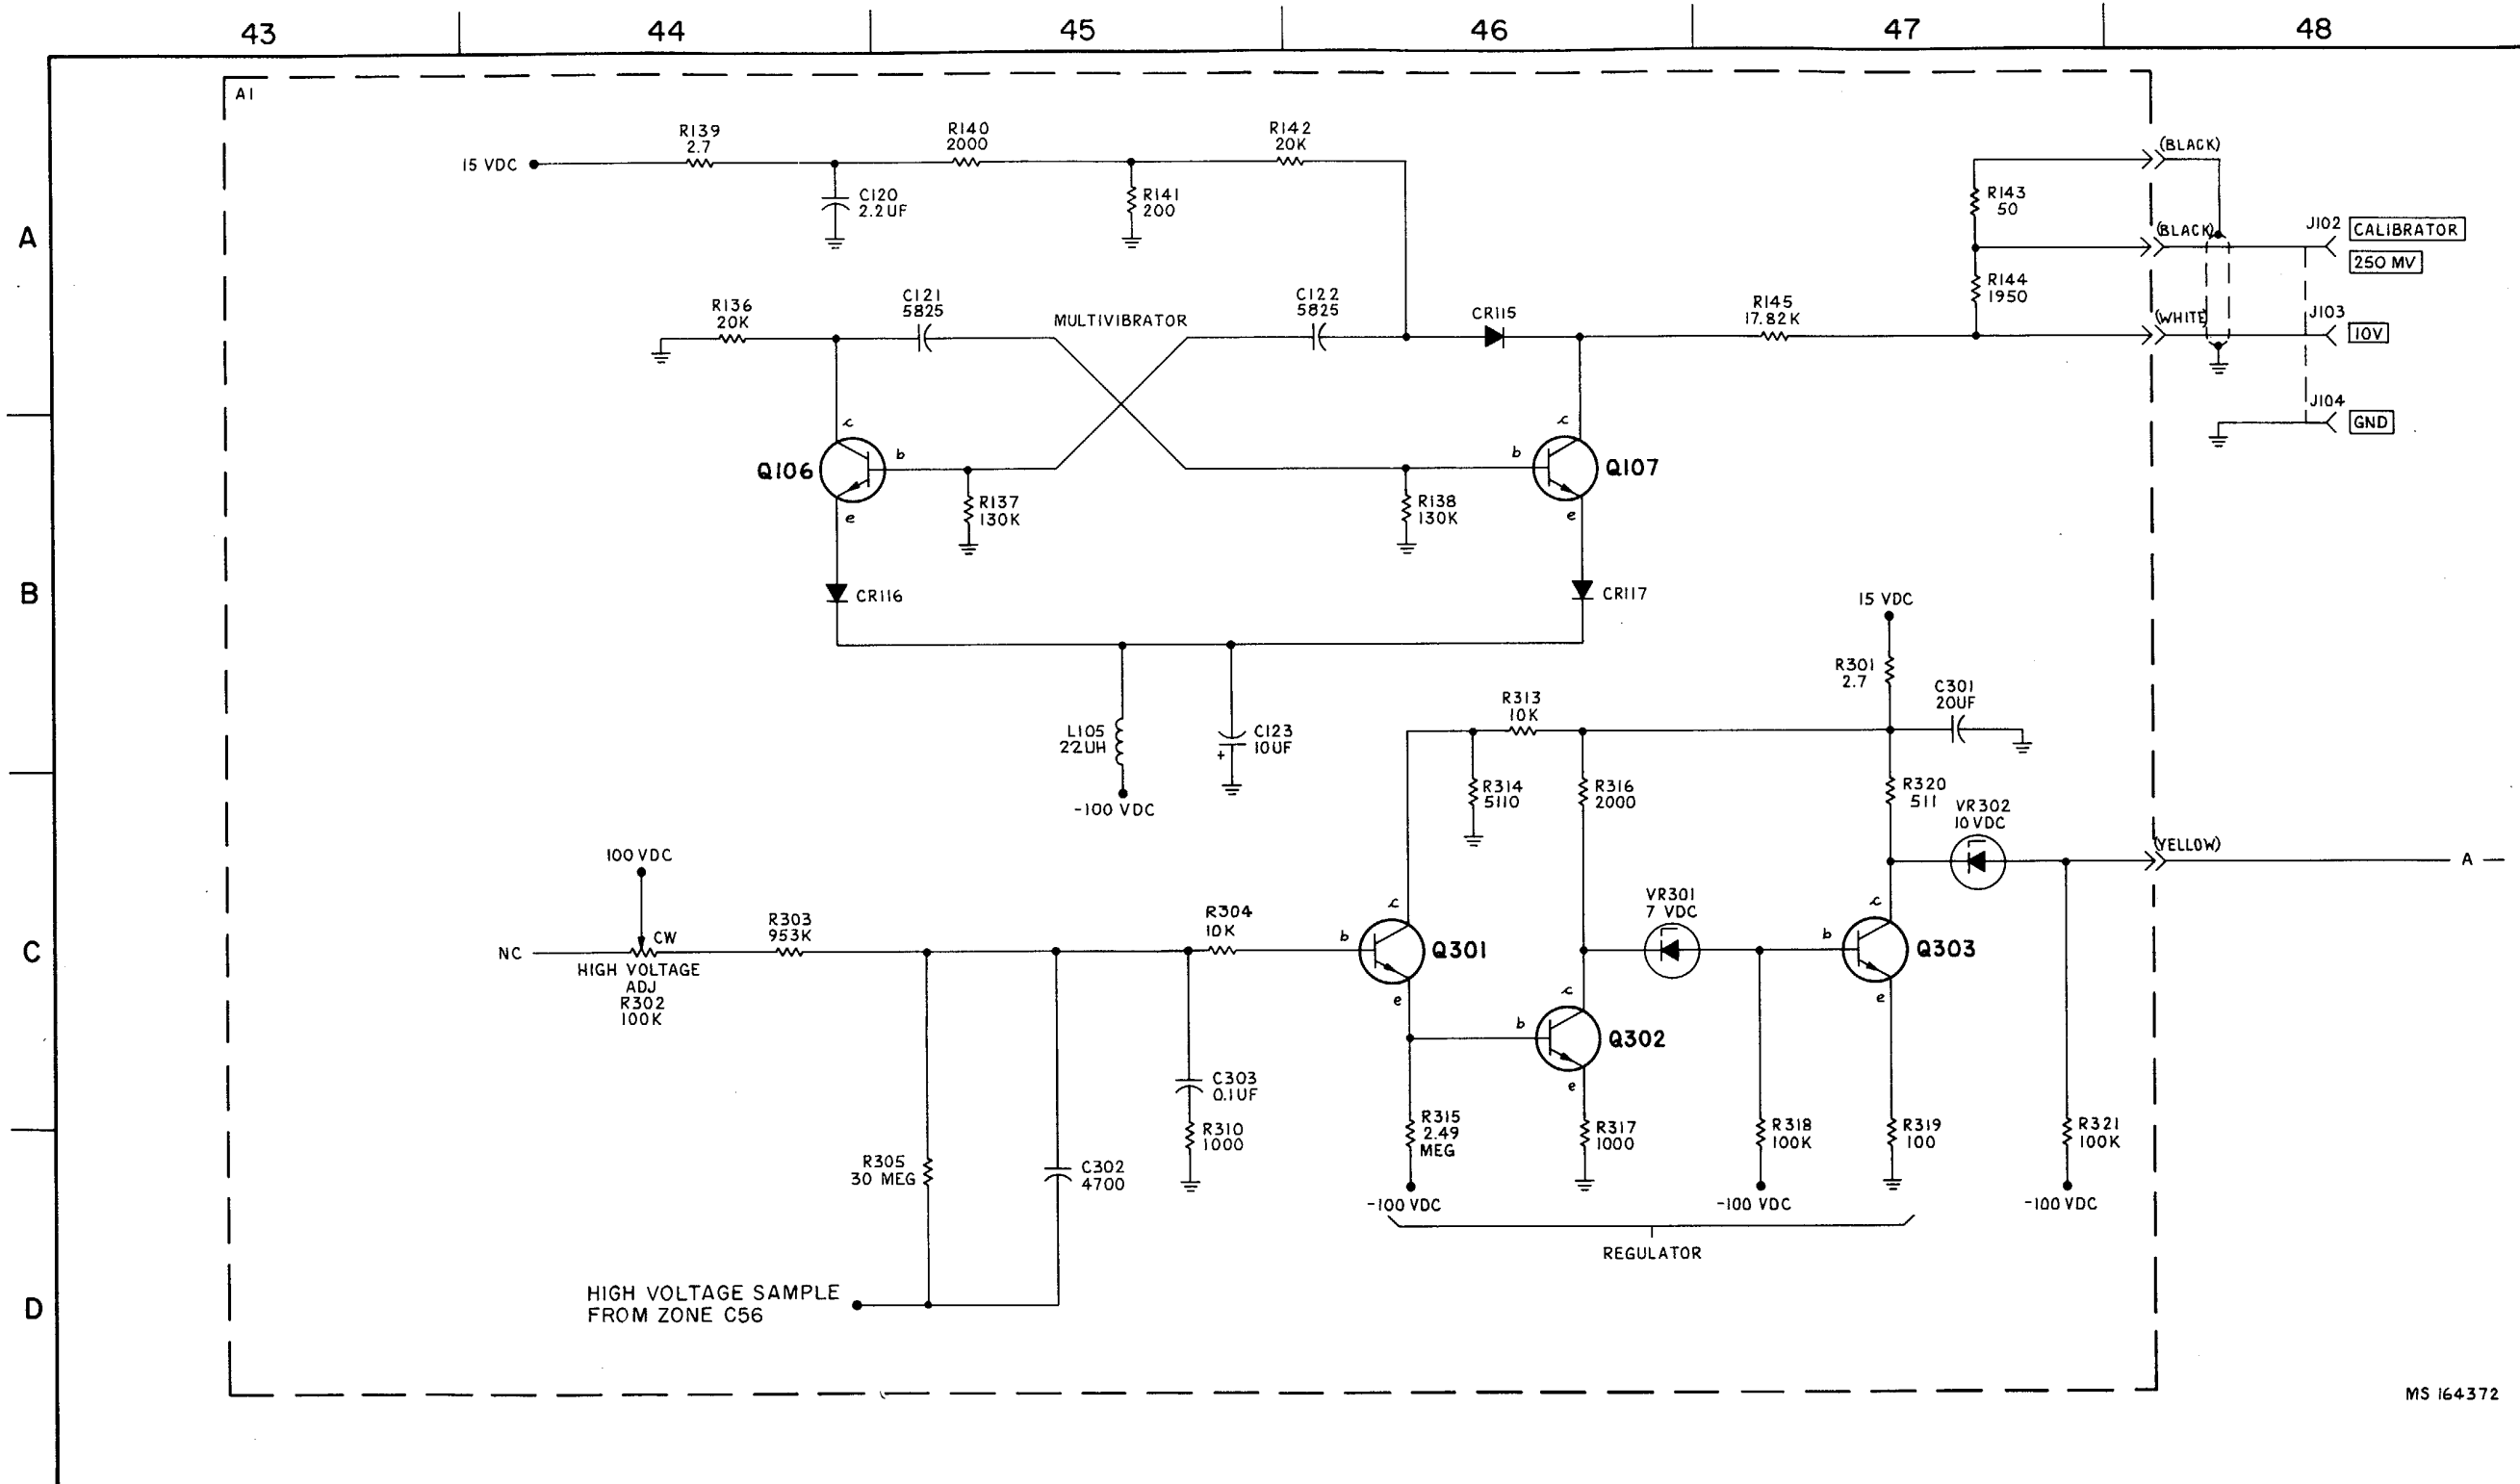 43 44 45 46 47 48
A1
A
B
C
D
R139
2.7
R140
2000
R142
20K
15 VDC
C120
2.2UF
R141
200
(BLACK)
R143
50
(BLACK)
J102 CALIBRATOR
250 MV
R144
1950
R136
20K
C121
5825
MULTIVIBRATOR
C122
5825
CR115
R145
17.82K
(WHITE)
J103
10V
J104
GND
c
b
e
Q106
R137
130K
c
b
e
Q107
R138
130K
CR116
CR117
15 VDC
R301
2.7
C301
20UF
R313
10K
L105
22UH
C123
10UF
+
-100 VDC
R314
5110
R316
2000
R320
511
VR302
10 VDC
(YELLOW)
A
100 VDC
NC
CW
HIGH VOLTAGE
ADJ
R302
100K
R303
953K
R304
10K
c
b
e
Q301
VR301
7 VDC
c
b
e
Q303
c
b
e
Q302
C303
0.1UF
R310
1000
R305
30 MEG
C302
4700
R315
2.49
MEG
R317
1000
R318
100K
R319
100
R321
100K
-100 VDC
-100 VDC
-100 VDC
REGULATOR
HIGH VOLTAGE SAMPLE
FROM ZONE C56
MS 164372